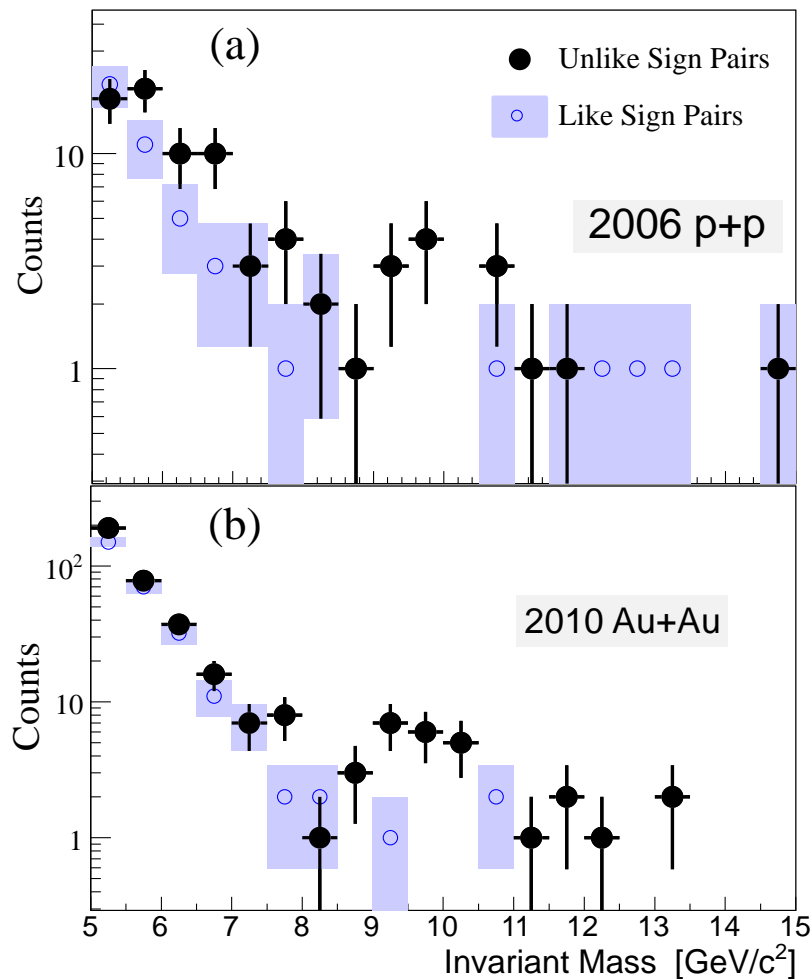 (a)
Unlike Sign Pairs
Like Sign Pairs
2006 p+p
Counts
10
1
(b)
2010 Au+Au
Counts
10²
10
1
5 6 7 8 9 10 11 12 13 14 15
Invariant Mass [GeV/c²]